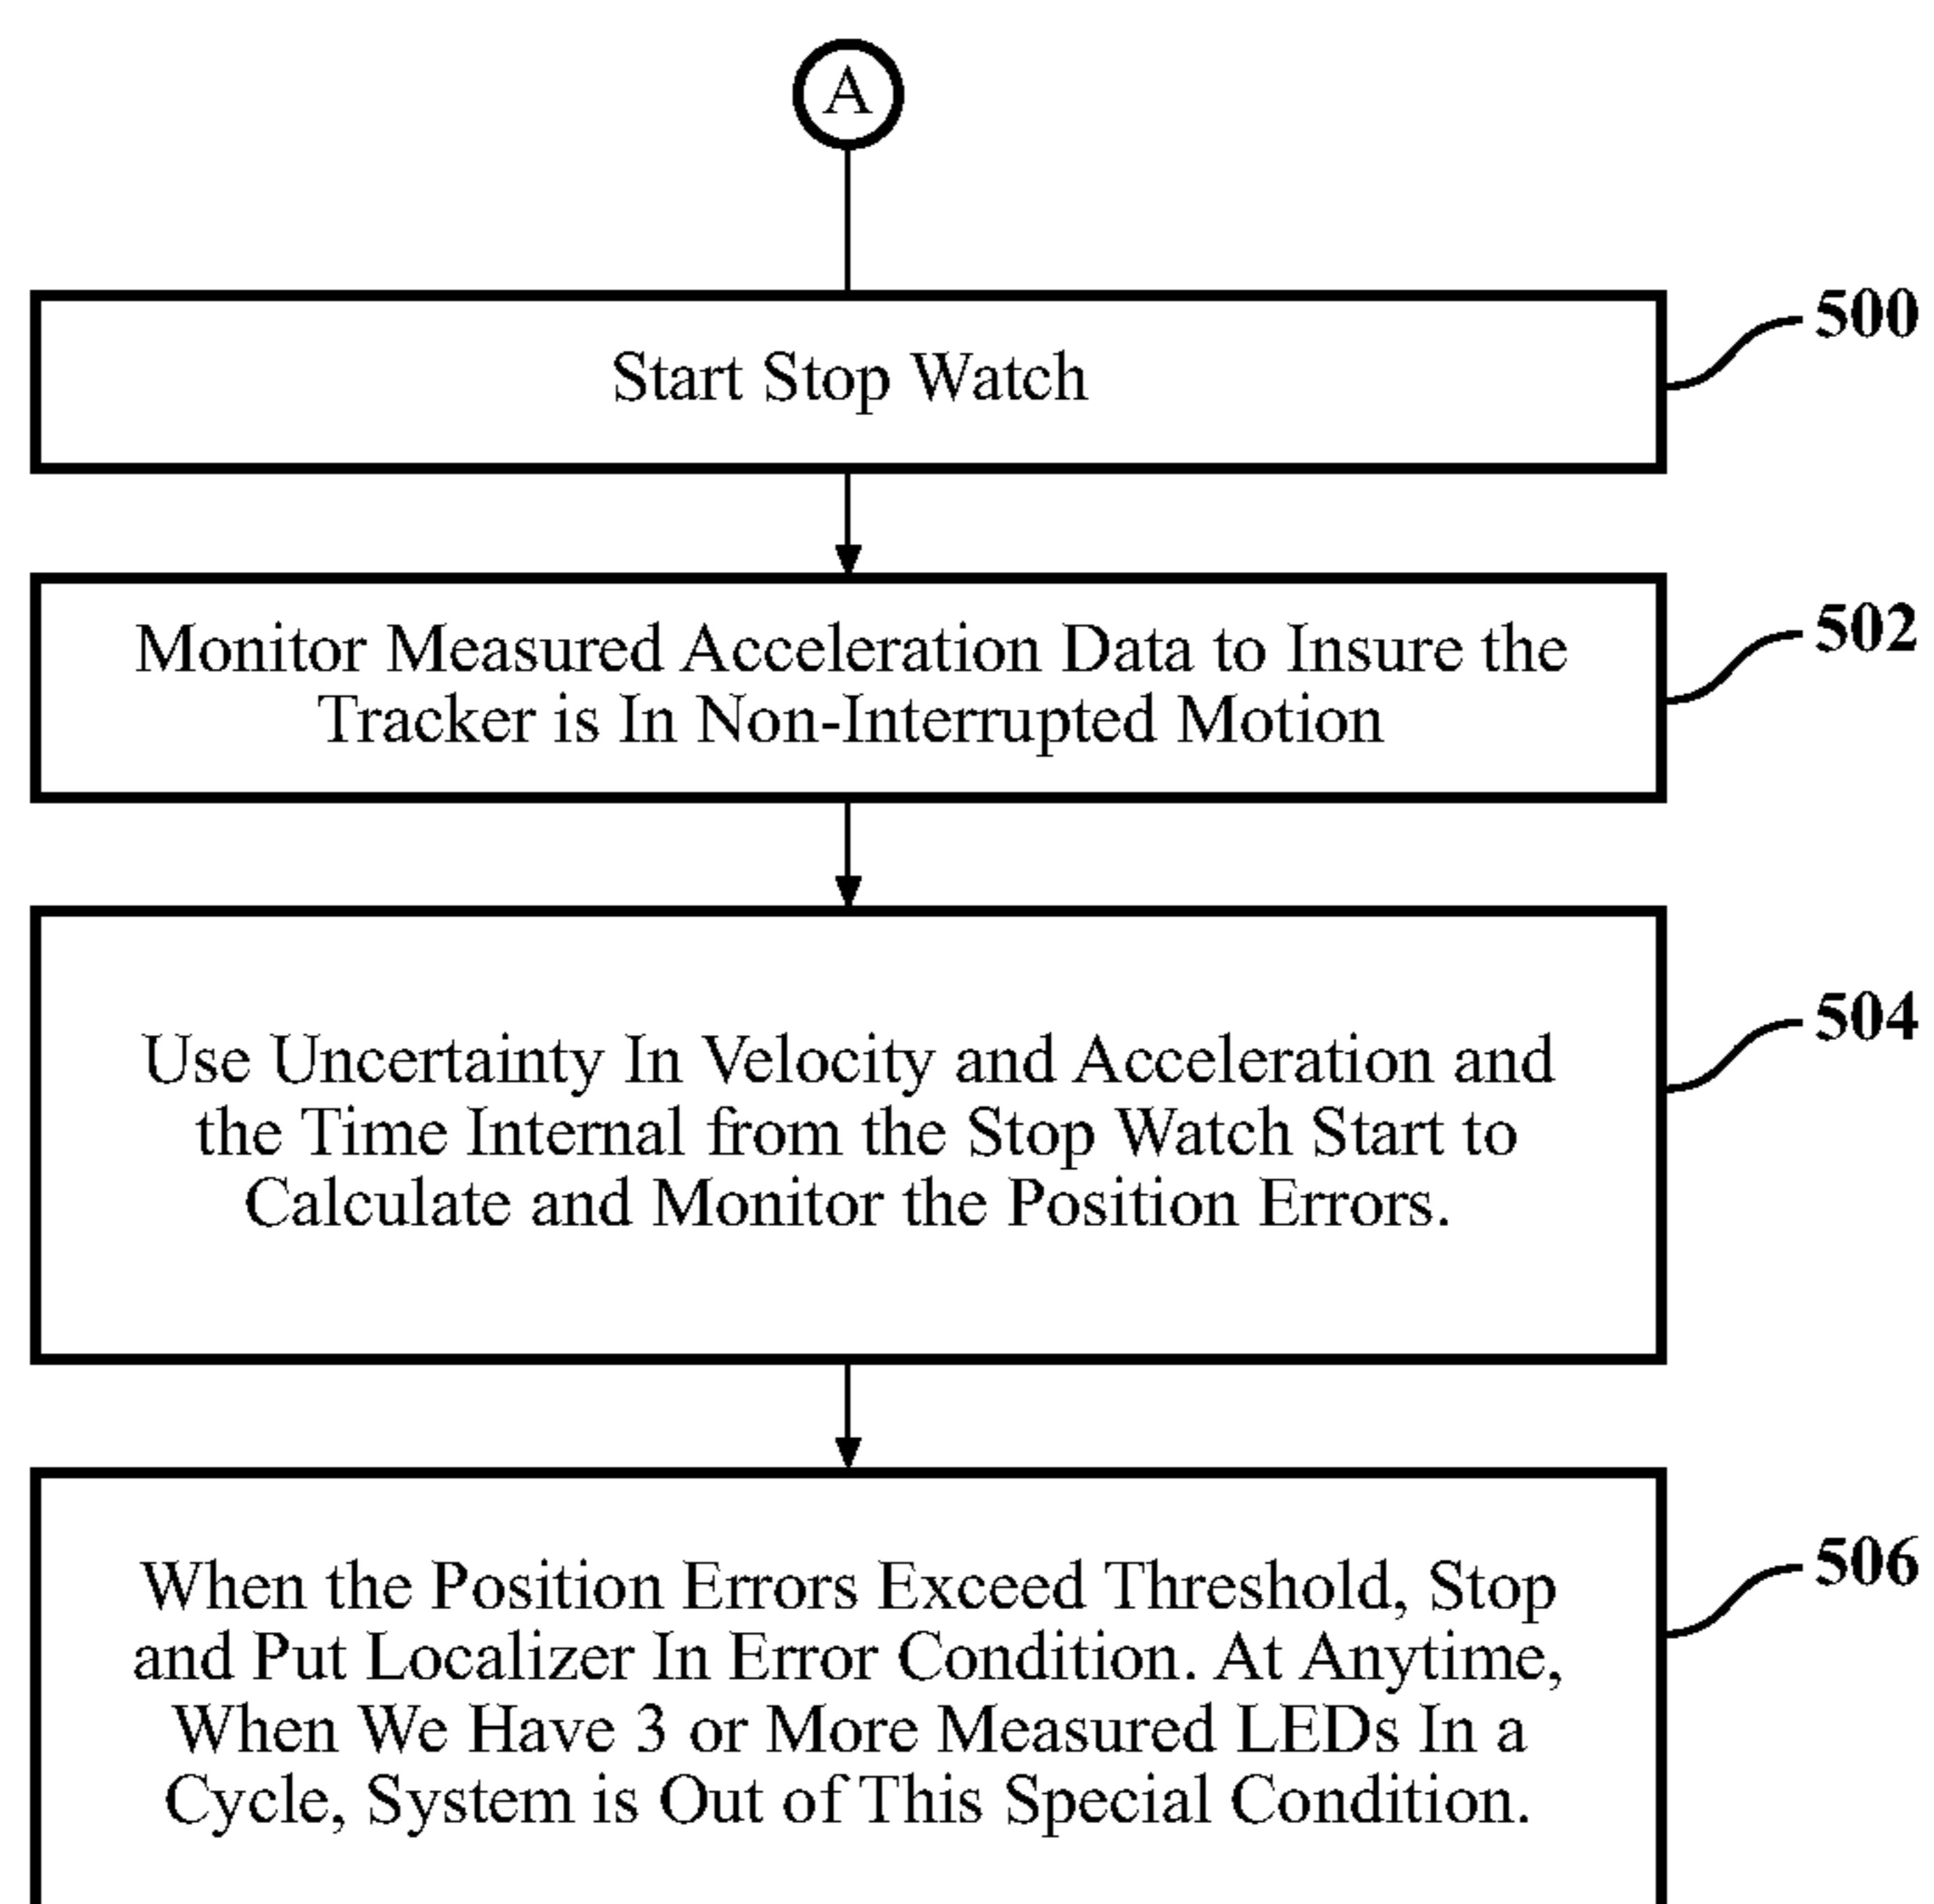 A
500
Start Stop Watch
502
Monitor Measured Acceleration Data to Insure the
Tracker is In Non-Interrupted Motion
504
Use Uncertainty In Velocity and Acceleration and
the Time Internal from the Stop Watch Start to
Calculate and Monitor the Position Errors.
506
When the Position Errors Exceed Threshold, Stop
and Put Localizer In Error Condition. At Anytime,
When We Have 3 or More Measured LEDs In a
Cycle, System is Out of This Special Condition.